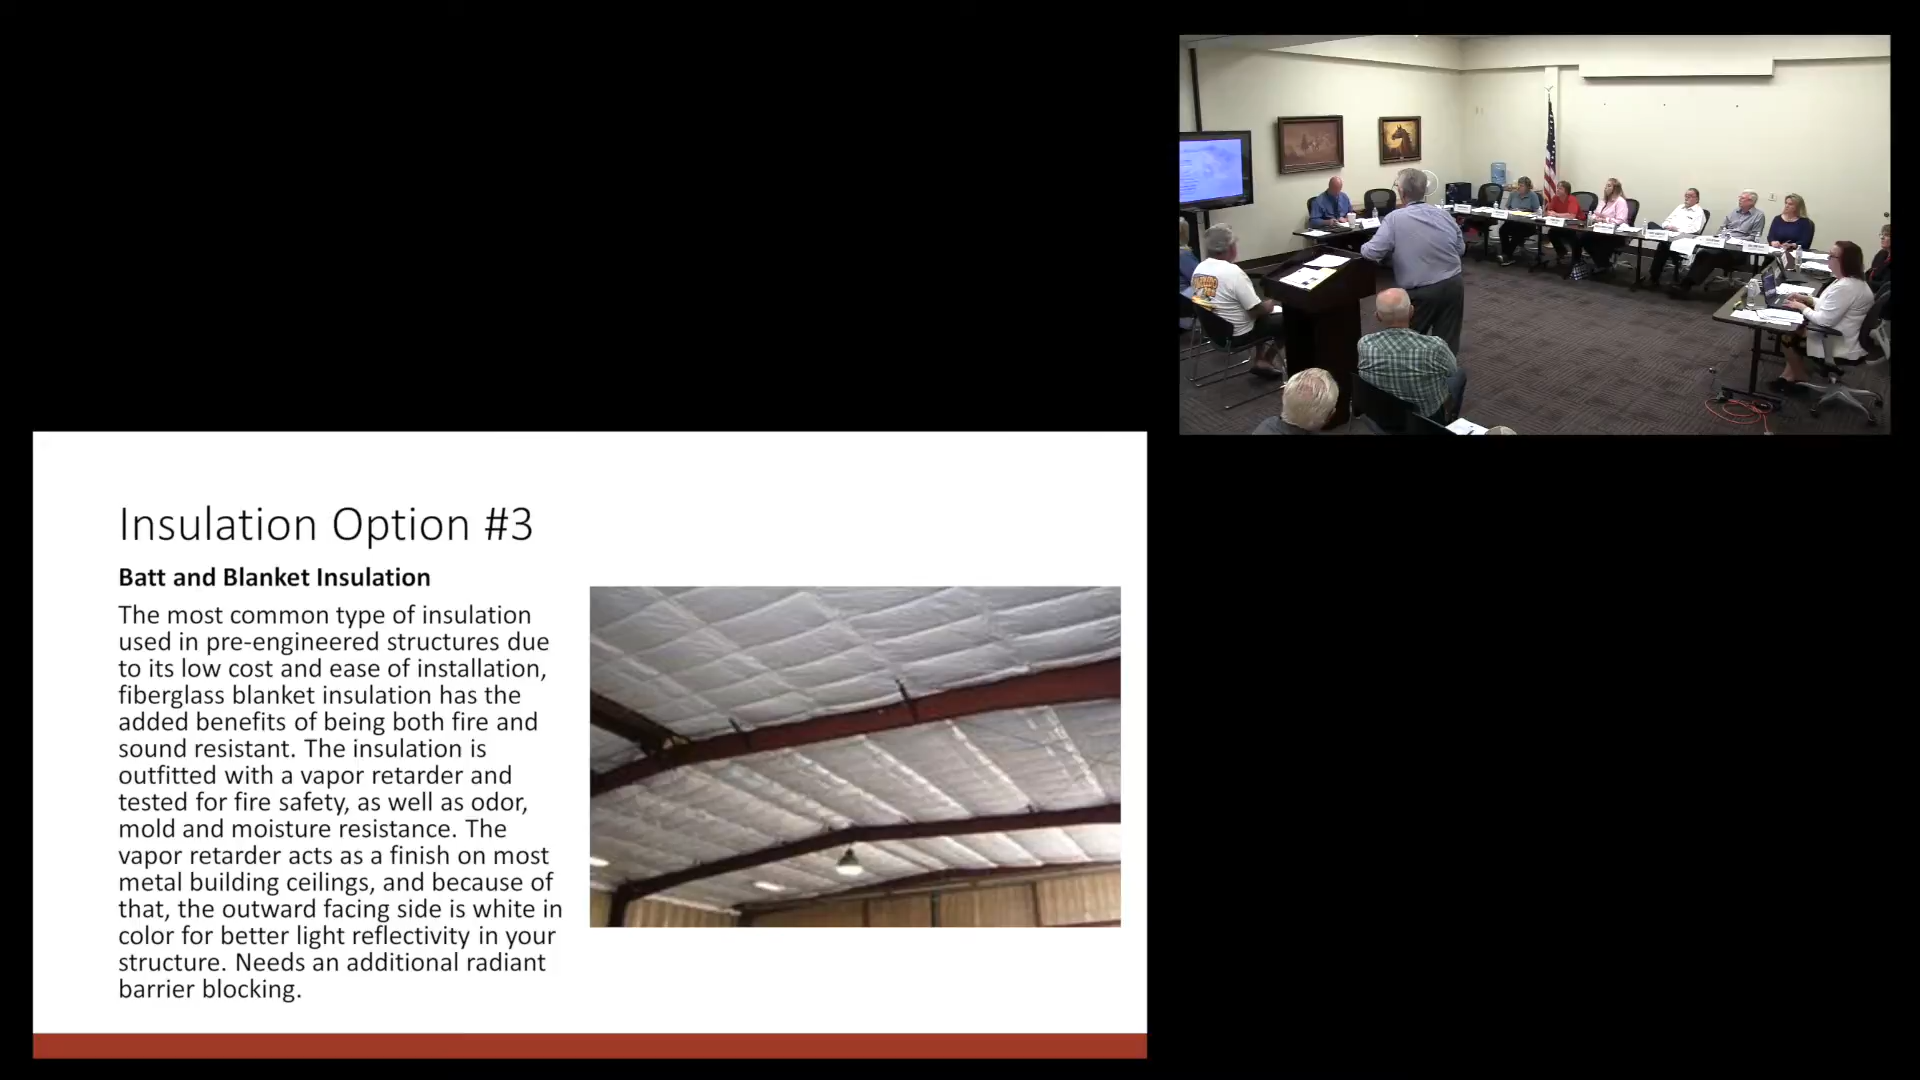 Insulation Option #3
Batt and Blanket Insulation
The most common type of insulation
used in pre-engineered structures due
to its low cost and ease of installation,
fiberglass blanket insulation has the
added benefits of being both fire and
sound resistant. The insulation is
outfitted with a vapor retarder and
tested for fire safety, as well as odor,
mold and moisture resistance. The
vapor retarder acts as a finish on most
metal building ceilings, and because of
that, the outward facing side is white in
color for better light reflectivity in your
structure. Needs an additional radiant
barrier blocking.